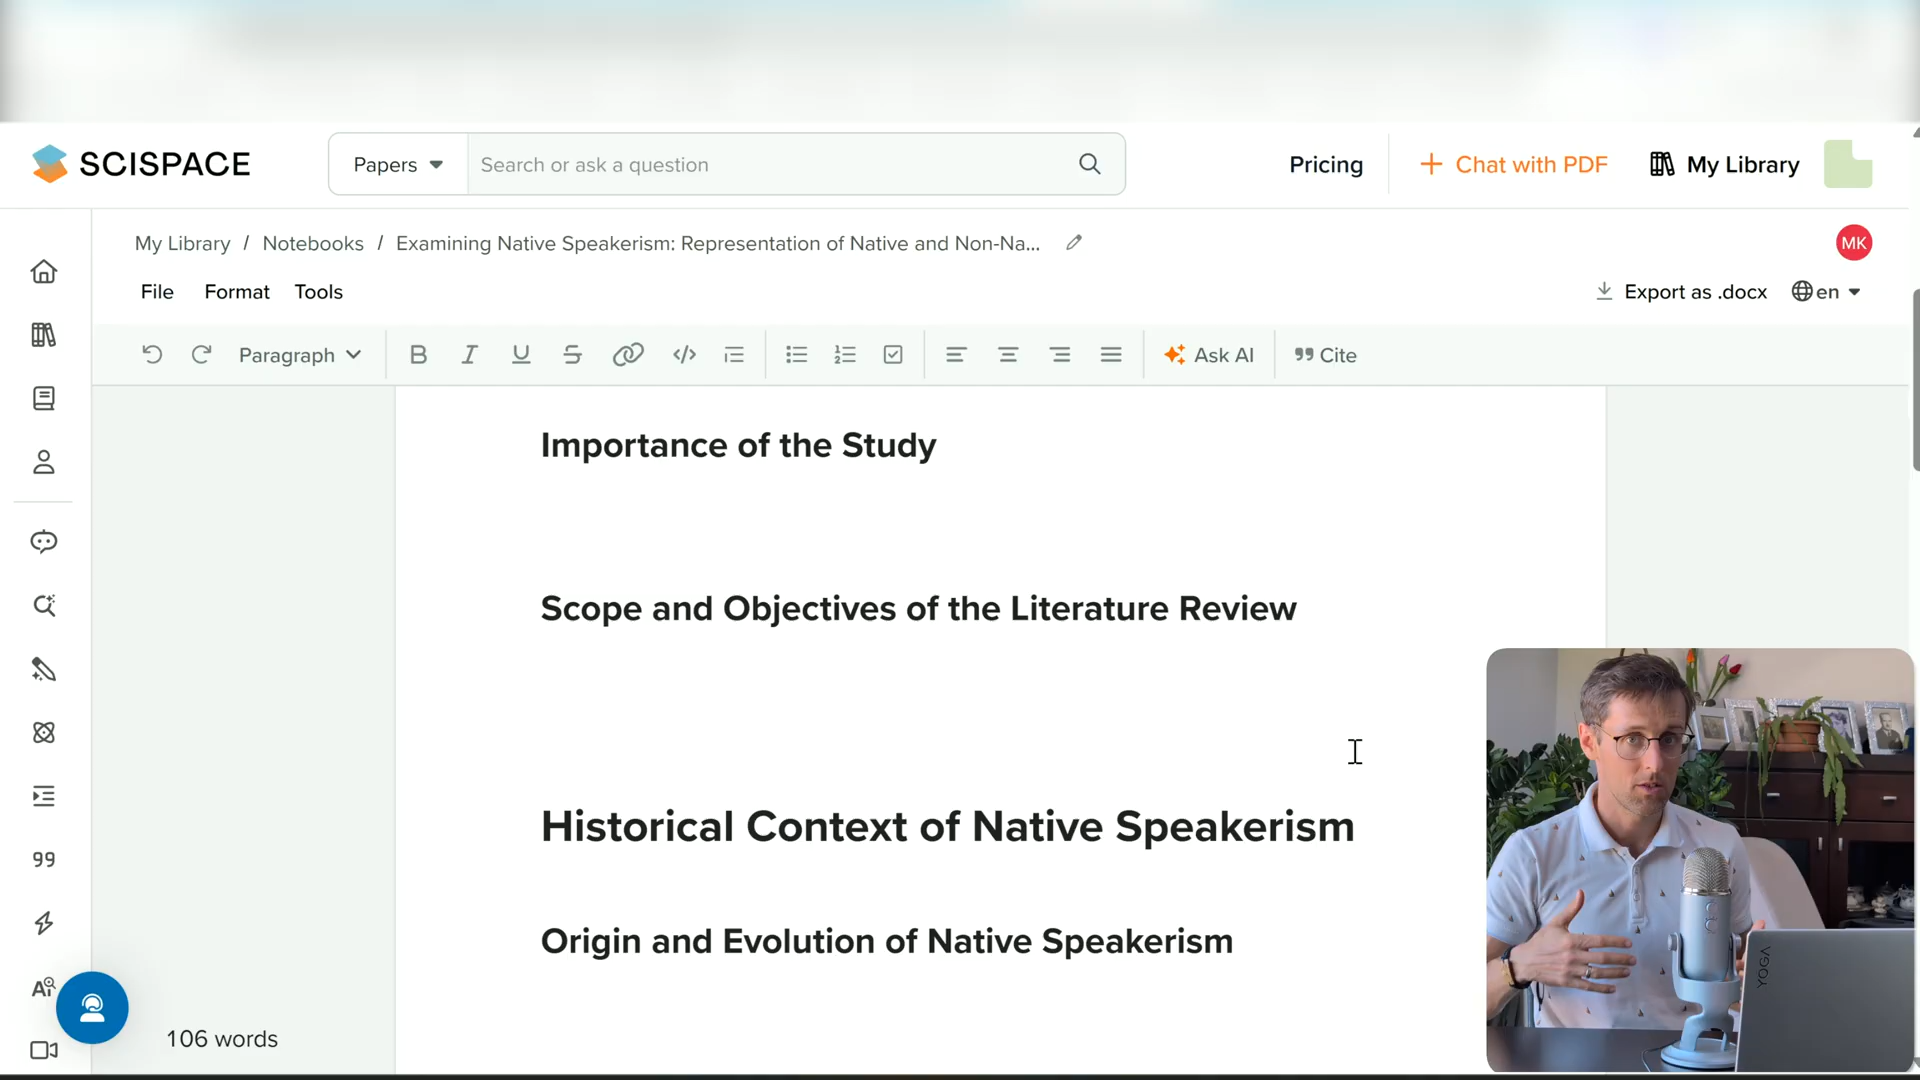 SCISPACE
Papers
Search or ask a question
Pricing
+ Chat with PDF
My Library
My Library / Notebooks / Examining Native Speakerism: Representation of Native and Non-Na...
MK
File Format Tools
Export as .docx
en
Paragraph
Ask AI
Cite
Importance of the Study
Scope and Objectives of the Literature Review
Historical Context of Native Speakerism
Origin and Evolution of Native Speakerism
106 words
YOGA